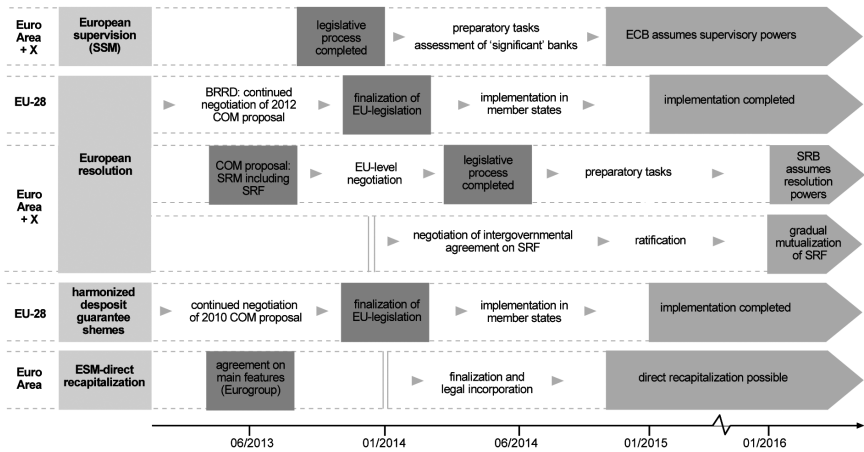 Euro
Area
+ X
European
supervision
(SSM)
legislative
process
completed
preparatory tasks
assessment of ‘significant’ banks
ECB assumes supervisory powers
EU-28
European
resolution
BRRD: continued
negotiation of 2012
COM proposal
finalization of
EU-legislation
implementation in
member states
implementation completed
Euro
Area
+ X
COM proposal:
SRM including
SRF
EU-level
negotiation
legislative
process
completed
preparatory tasks
SRB
assumes
resolution
powers
negotiation of intergovernmental
agreement on SRF
ratification
gradual
mutualization
of SRF
EU-28
harmonized
desposit
guarantee
shemes
continued negotiation
of 2010 COM proposal
finalization of
EU-legislation
implementation in
member states
implementation completed
Euro
Area
ESM-direct
recapitalization
agreement on
main features
(Eurogroup)
finalization and
legal incorporation
direct recapitalization possible
06/2013
01/2014
06/2014
01/2015
01/2016